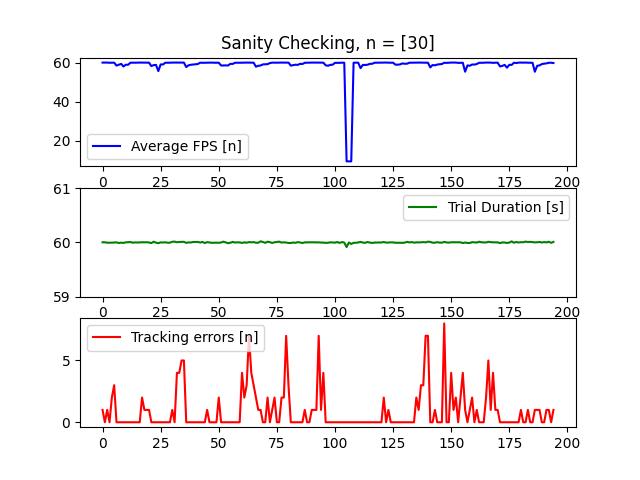 Sanity Checking, n = [30]
60
40
20
Average FPS [n]
0 25 50 75 100 125 150 175 200
61
60
59
Trial Duration [s]
0 25 50 75 100 125 150 175 200
5
0
Tracking errors [n]
0 25 50 75 100 125 150 175 200